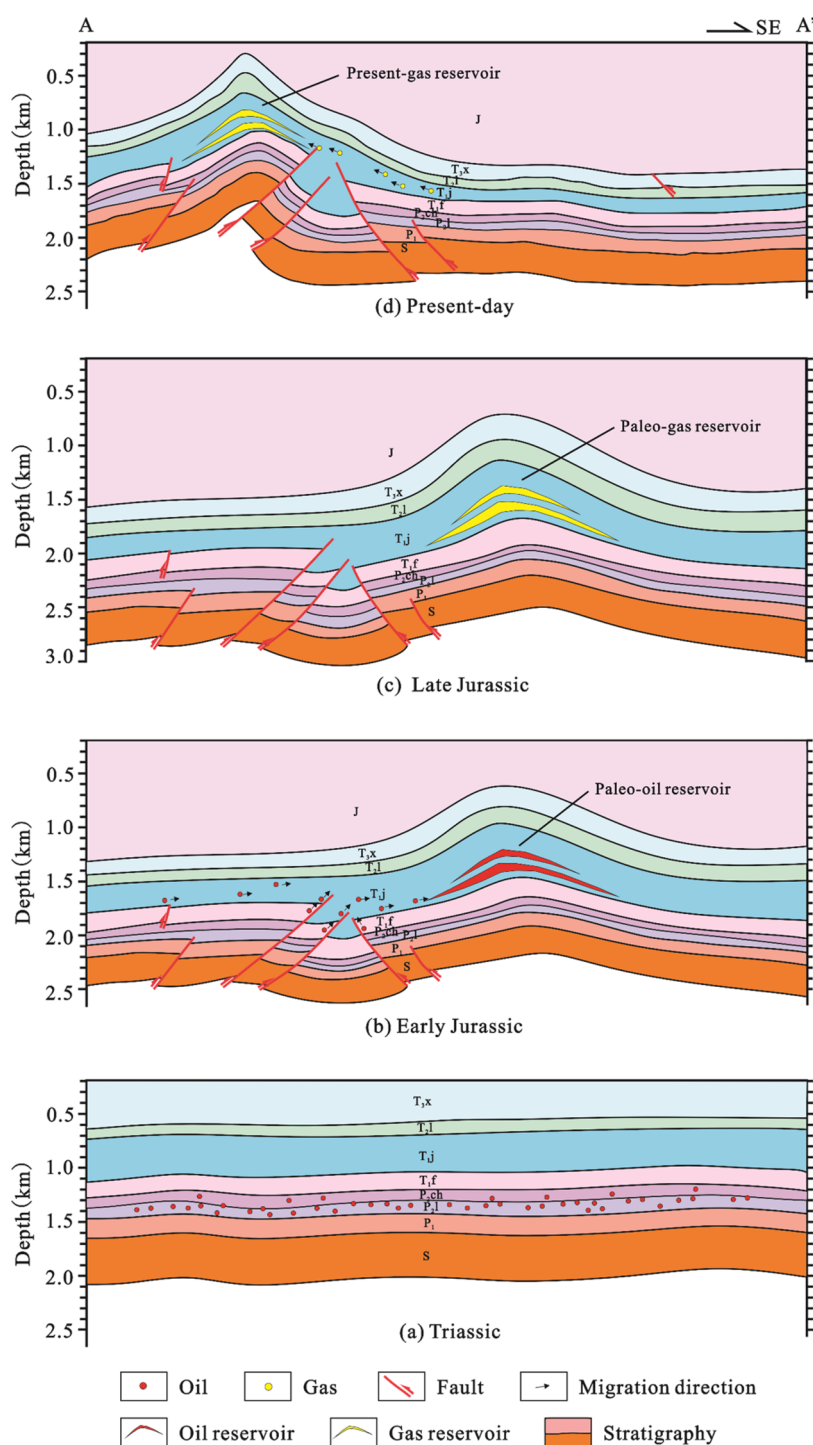 A
SE
A'
Depth(km)
0.5
1.0
1.5
2.0
2.5
Present-gas reservoir
J
T₃x
T₂l
T₁j
T₁f
P₂ch
P₂l
P₁
S
(d) Present-day
Depth(km)
0.5
1.0
1.5
2.0
2.5
3.0
Paleo-gas reservoir
J
T₃x
T₂l
T₁j
T₁f
P₂ch P₂l
P₁
S
(c) Late Jurassic
Depth(km)
0.5
1.0
1.5
2.0
2.5
Paleo-oil reservoir
J
T₃x
T₂l
T₁j
T₁f
P₂ch P₂l
P₁
S
(b) Early Jurassic
Depth(km)
0.5
1.0
1.5
2.0
2.5
T₃x
T₂l
T₁j
T₁f
P₂ch
P₂l
P₁
S
(a) Triassic
Oil Gas Fault Migration direction
Oil reservoir Gas reservoir Stratigraphy